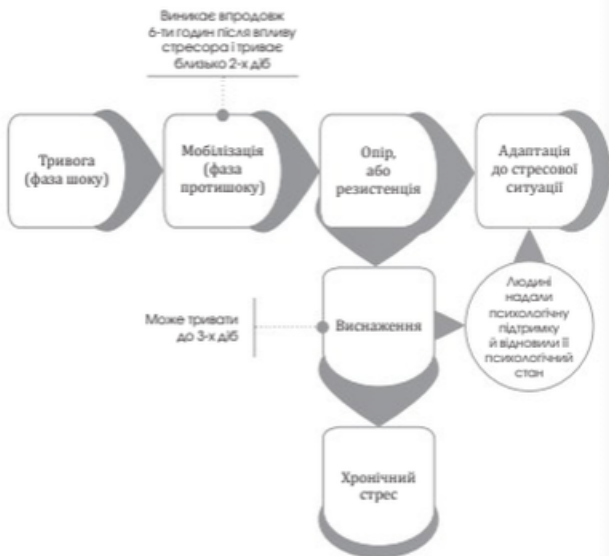 Виникає впродовж
6-ти годин після впливу
стресора і триває
близько 2-х діб
Тривога
(фаза шоку)
Мобілізація
(фаза
протишоку)
Опір,
або
резистенція
Адаптація
до стресової
ситуації
Може тривати
до 3-х діб
Виснаження
Людині
надали
психологічну
підтримку
й відновили її
психологічний
стан
Хронічний
стрес